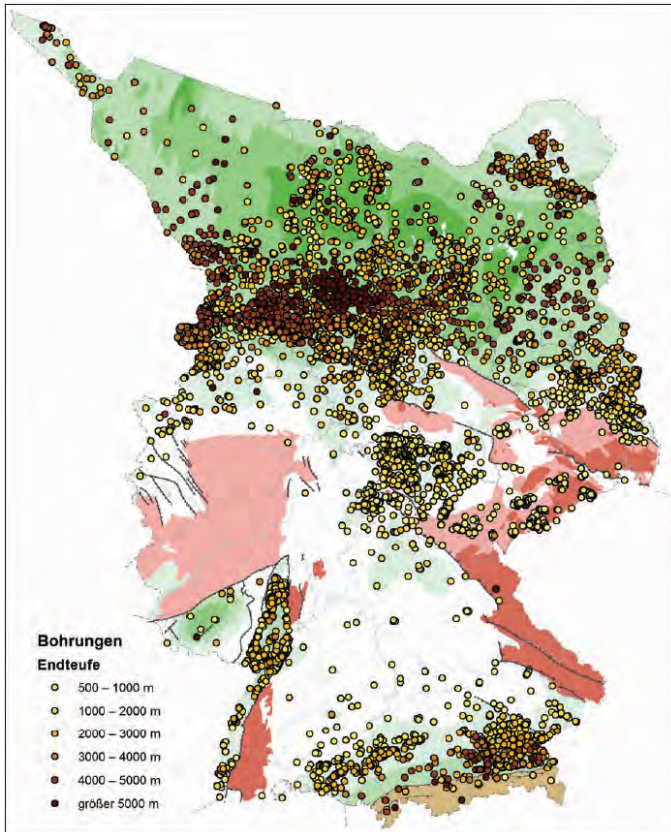 Bohrungen
Endteufe
500 – 1000 m
1000 – 2000 m
2000 – 3000 m
3000 – 4000 m
4000 – 5000 m
größer 5000 m